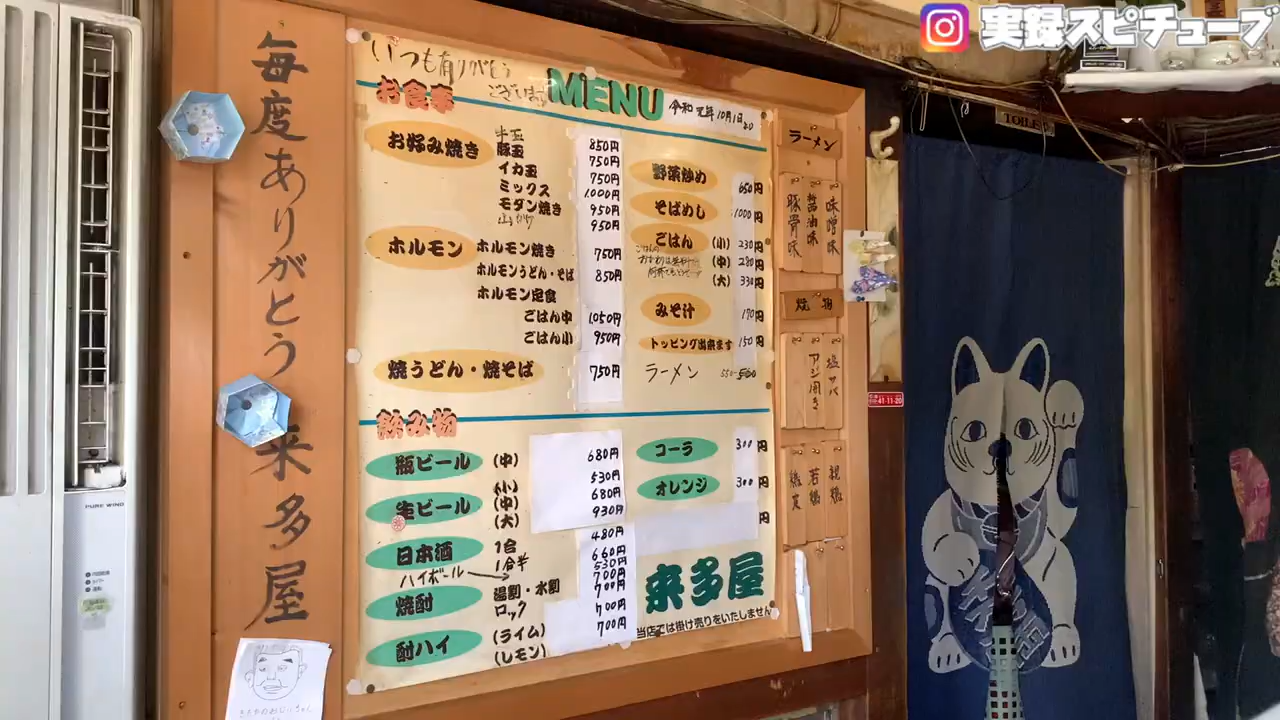 実録スピチューブ
毎度ありがとう 来多屋
いつも有りがとう
ございます
お食事
MENU
令和元年10月1日より
お好み焼き
牛玉 850円
豚玉 750円
イカ玉 750円
ミックス 1000円
モダン焼き 950円
950円
ホルモン
ホルモン焼き 750円
ホルモンうどん・そば 850円
ホルモン定食
ごはん中 1050円
ごはん小 950円
焼うどん・焼そば 750円
野菜炒め 650円
そばめし 1000円
ごはん (小) 230円
(中) 280円
(大) 330円
みそ汁 170円
トッピング出来ます 150円
ラーメン 550
飲み物
瓶ビール (中) 680円
(小) 530円
生ビール (中) 680円
(大) 930円
日本酒 1合 480円
1合半 660円
ハイボール 530円
焼酎 湯割・水割 700円
ロック 700円
酎ハイ (ライム) 700円
(レモン) 700円
コーラ 300円
オレンジ 300円
円
来多屋
当店では掛け売りをいたしません
ラーメン
味噌味
醤油味
豚骨味
焼物
塩サバ
アジ開き
親鶏
若鶏
TOILET
41-11-20
PURE WIND